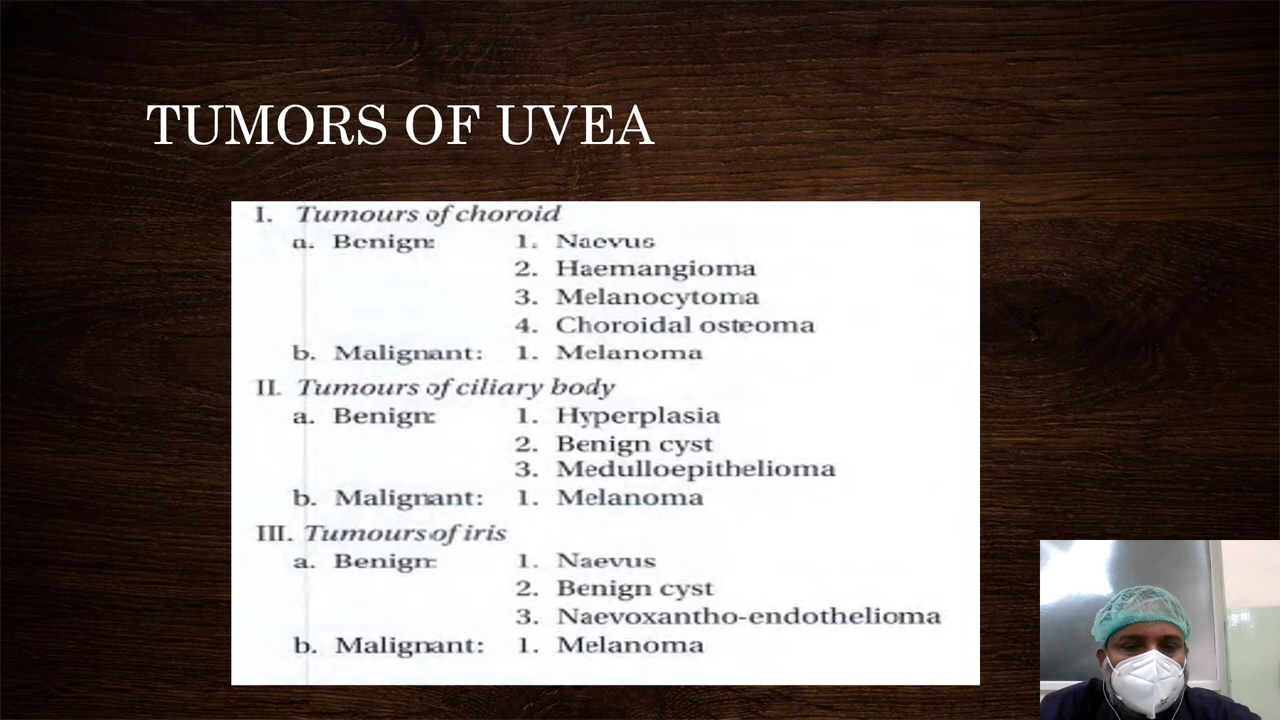 TUMORS OF UVEA
I. Tumours of choroid
a. Benign: 1. Naevus
2. Haemangioma
3. Melanocytoma
4. Choroidal osteoma
b. Malignant: 1. Melanoma
II. Tumours of ciliary body
a. Benign: 1. Hyperplasia
2. Benign cyst
3. Medulloepithelioma
b. Malignant: 1. Melanoma
III. Tumours of iris
a. Benign: 1. Naevus
2. Benign cyst
3. Naevoxantho-endothelioma
b. Malignant: 1. Melanoma